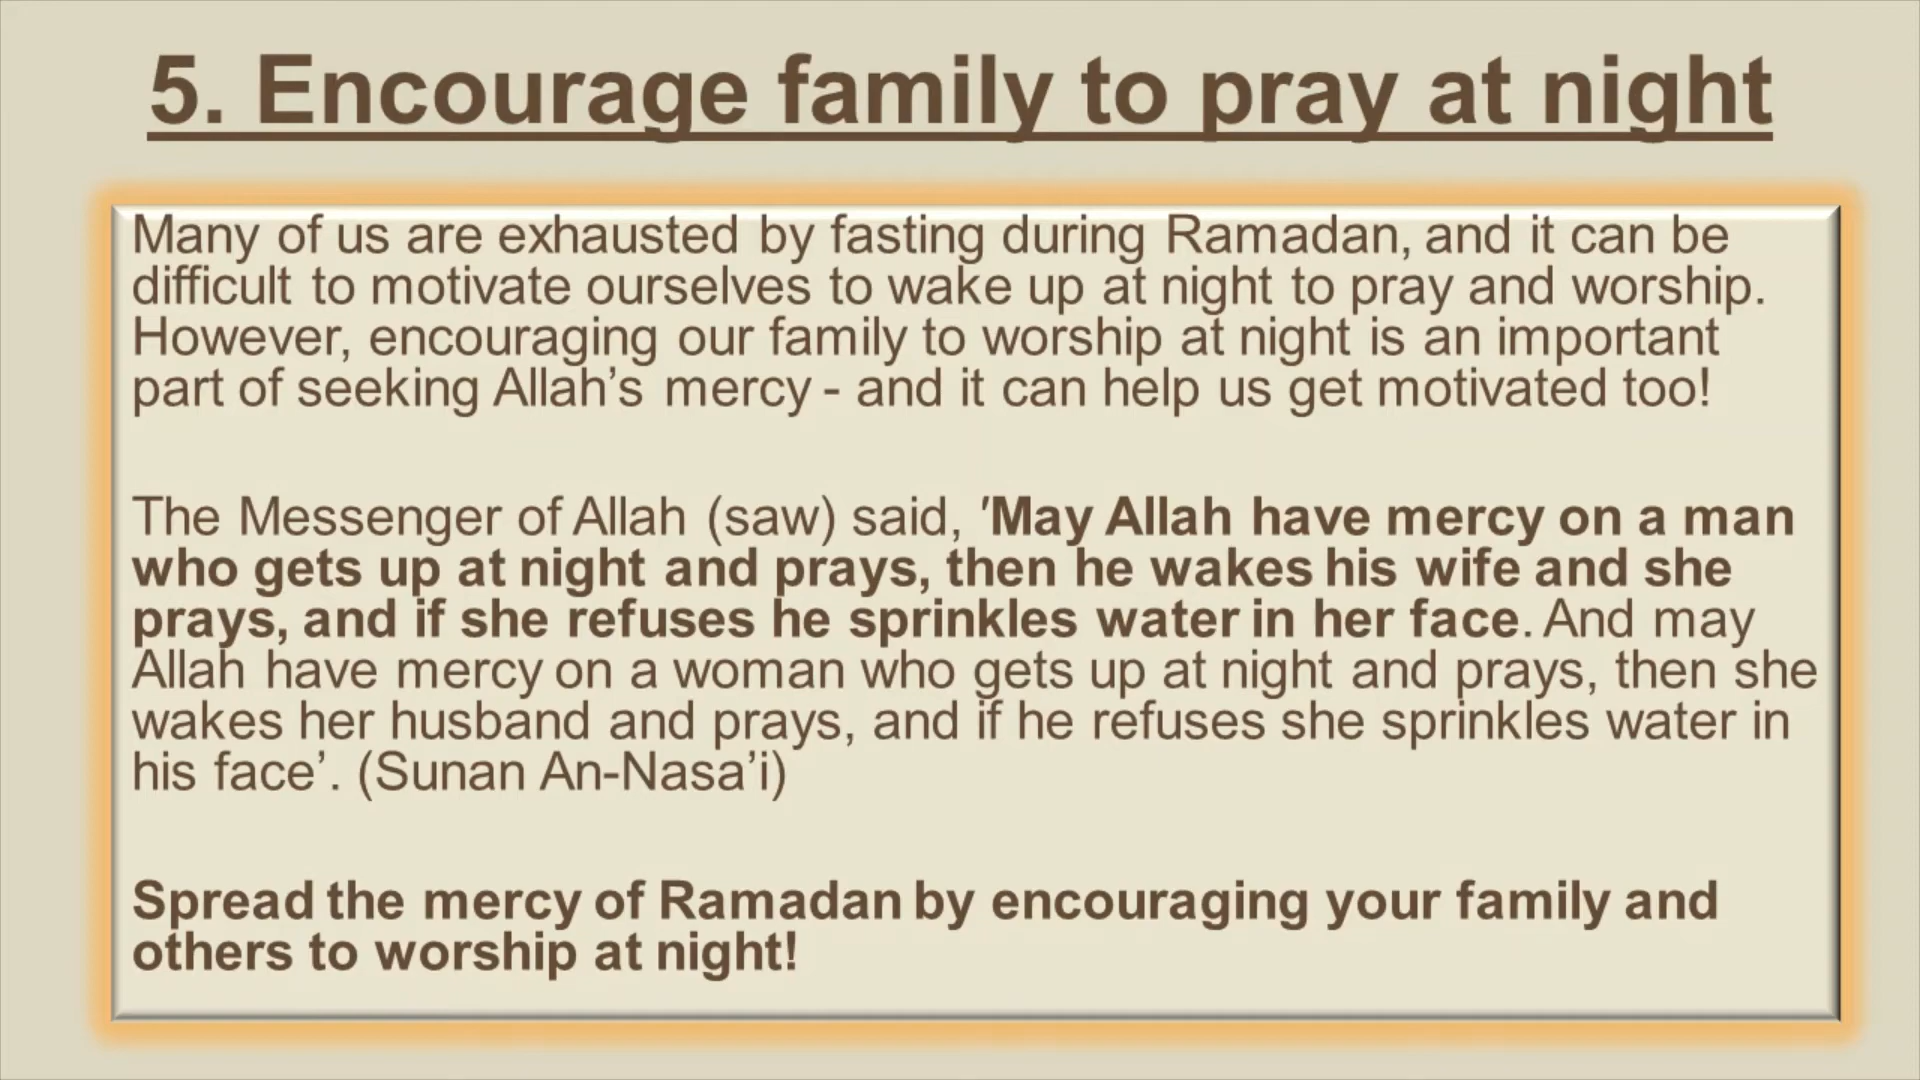 5. Encourage family to pray at night
Many of us are exhausted by fasting during Ramadan, and it can be
difficult to motivate ourselves to wake up at night to pray and worship.
However, encouraging our family to worship at night is an important
part of seeking Allah’s mercy - and it can help us get motivated too!
The Messenger of Allah (saw) said, ′May Allah have mercy on a man
who gets up at night and prays, then he wakes his wife and she
prays, and if she refuses he sprinkles water in her face. And may
Allah have mercy on a woman who gets up at night and prays, then she
wakes her husband and prays, and if he refuses she sprinkles water in
his face’. (Sunan An-Nasa’i)
Spread the mercy of Ramadan by encouraging your family and
others to worship at night!